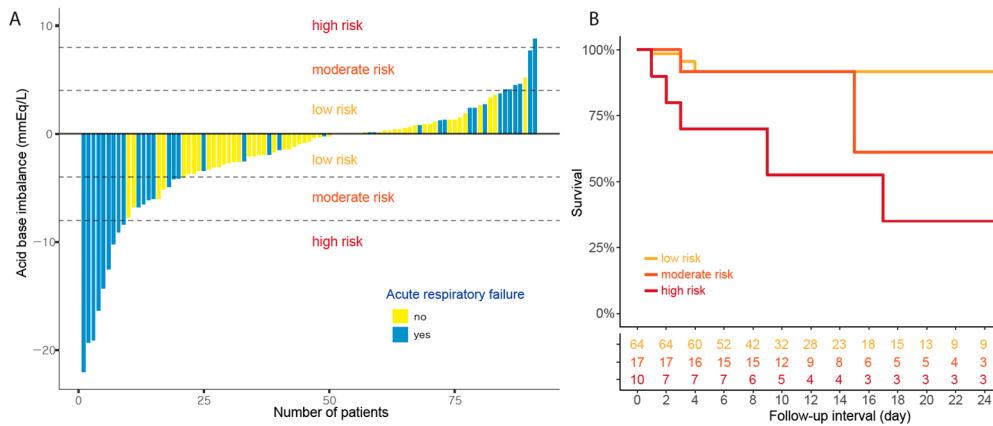 A
Acid base imbalance (mmEq/L)
10
0
−10
−20
high risk
moderate risk
low risk
low risk
moderate risk
high risk
Acute respiratory failure
no
yes
0
25
50
75
Number of patients
B
Survival
100%
75%
50%
25%
0%
low risk
moderate risk
high risk
64 64 60 52 42 32 28 23 18 15 13 9 9
17 17 16 15 15 12 9 8 6 5 5 4 3
10 7 7 7 6 5 4 4 3 3 3 3 3
0 2 4 6 8 10 12 14 16 18 20 22 24
Follow-up interval (day)